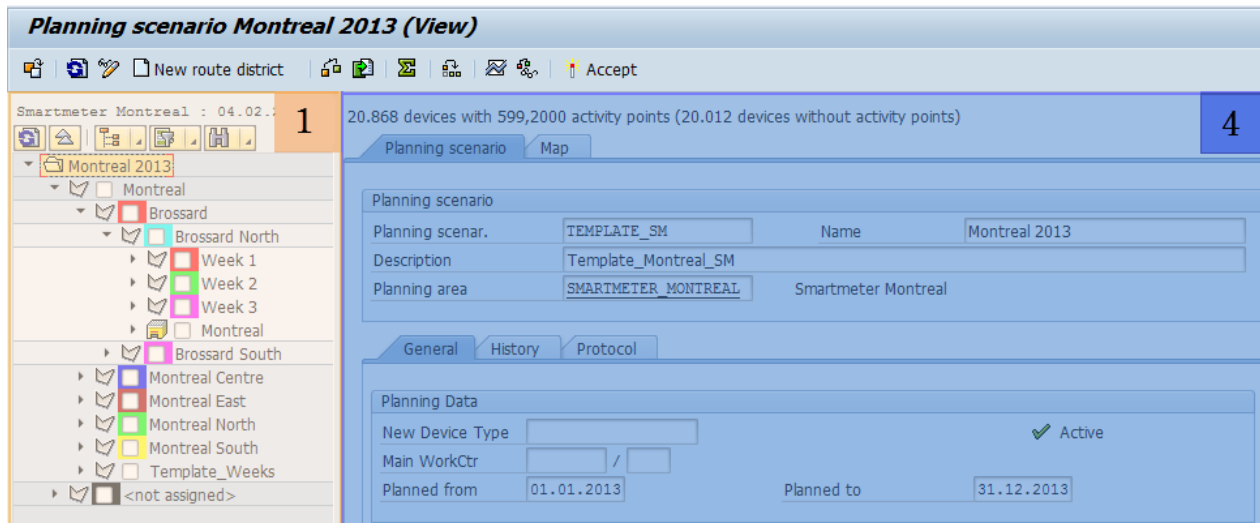 Planning scenario Montreal 2013 (View)
New route district Accept
Smartmeter Montreal : 04.02.
1
20.868 devices with 599,2000 activity points (20.012 devices without activity points)
4
Planning scenario Map
Montreal 2013
Montreal
Brossard
Brossard North
Week 1
Week 2
Week 3
Montreal
Brossard South
Montreal Centre
Montreal East
Montreal North
Montreal South
Template_Weeks
<not assigned>
Planning scenario
Planning scenar. TEMPLATE_SM Name Montreal 2013
Description Template_Montreal_SM
Planning area SMARTMETER_MONTREAL Smartmeter Montreal
General History Protocol
Planning Data
New Device Type Active
Main WorkCtr /
Planned from 01.01.2013 Planned to 31.12.2013